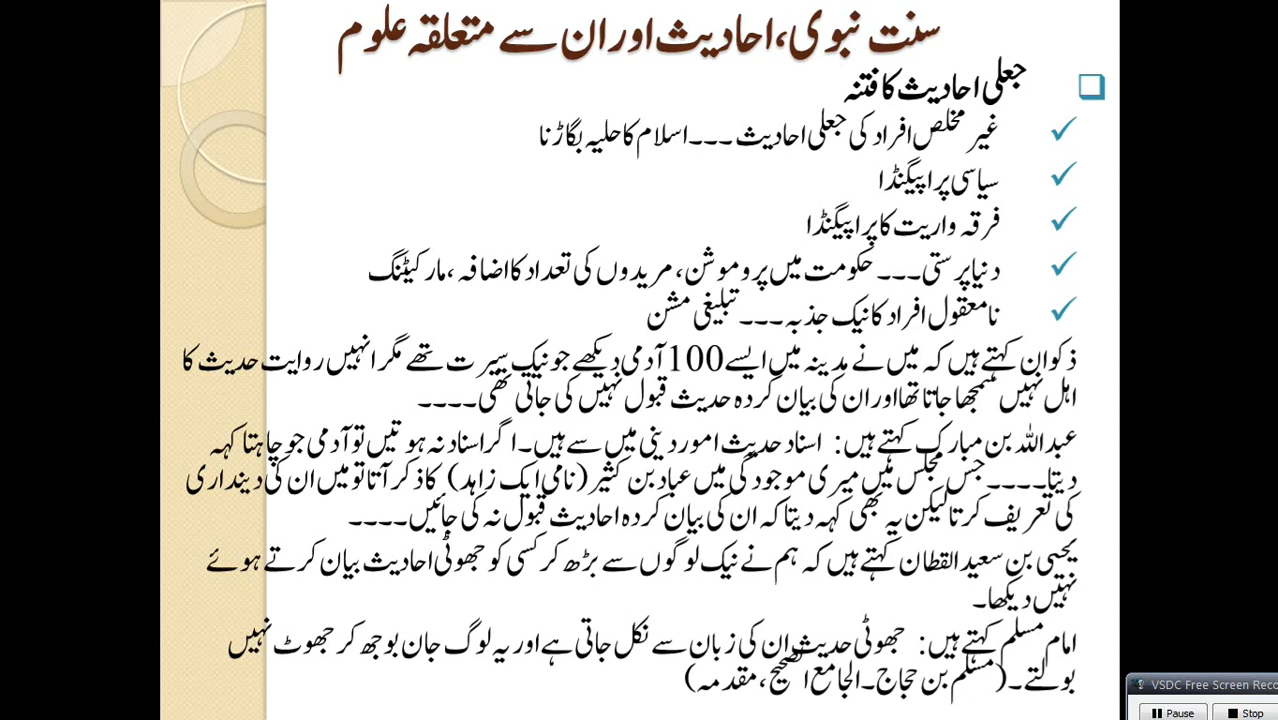 سنت نبوی، احادیث اور ان سے متعلقہ علوم
جعلی احادیث کا فتنہ
غیر مخلص افراد کی جعلی احادیث ۔۔۔ اسلام کا حلیہ بگاڑنا
سیاسی پراپیگنڈا
فرقہ واریت کا پراپیگنڈا
دنیا پرستی ۔۔۔ حکومت میں پروموشن، مریدوں کی تعداد کا اضافہ، مارکیٹنگ
نامعقول افراد کا نیک جذبہ ۔۔۔ تبلیغی مشن
ذکوان کہتے ہیں کہ میں نے مدینہ میں ایسے 100 آدمی دیکھے جو نیک سیرت تھے مگر انہیں روایت حدیث کا
اہل نہیں سمجھا جاتا تھا اور ان کی بیان کردہ حدیث قبول نہیں کی جاتی تھی۔۔۔۔
عبداللہ بن مبارک کہتے ہیں: اسناد حدیث امور دینی میں سے ہیں۔ اگر اسناد نہ ہوتیں تو آدمی جو چاہتا کہہ
دیتا۔۔۔۔ جس مجلس میں میری موجودگی میں عباد بن کثیر (نامی ایک زاہد) کا ذکر آتا تو میں ان کی دینداری
کی تعریف کرتا لیکن یہ بھی کہہ دیتا کہ ان کی بیان کردہ احادیث قبول نہ کی جائیں۔۔۔۔
یحیی بن سعید القطان کہتے ہیں کہ ہم نے نیک لوگوں سے بڑھ کر کسی کو جھوٹی احادیث بیان کرتے ہوئے
نہیں دیکھا۔
امام مسلم کہتے ہیں: جھوٹی حدیث ان کی زبان سے نکل جاتی ہے اور یہ لوگ جان بوجھ کر جھوٹ نہیں
بولتے۔ (مسلم بن حجاج۔ الجامع الصحیح، مقدمہ)
VSDC Free Screen Reco
Pause Stop